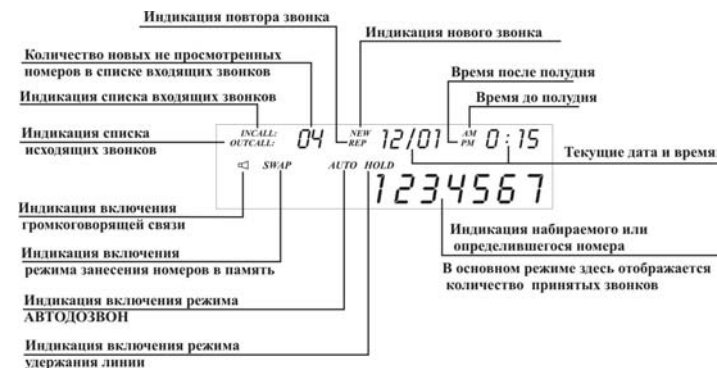 Индикация повтора звонка
Индикация нового звонка
Количество новых не просмотренных
номеров в списке входящих звонков
Время после полудня
Индикация списка входящих звонков
Время до полудня
Индикация списка
исходящих звонков
INCALL:
OUTCALL:
04
NEW
REP
12/01
AM
PM
0:15
Текущие дата и время
SWAP
AUTO HOLD
1234567
Индикация включения
громкоговорящей связи
Индикация набираемого или
определившегося номера
Индикация включения
режима занесения номеров в память
В основном режиме здесь отображается
количество принятых звонков
Индикация включения режима
АВТОДОЗВОН
Индикация включения режима
удержания линии